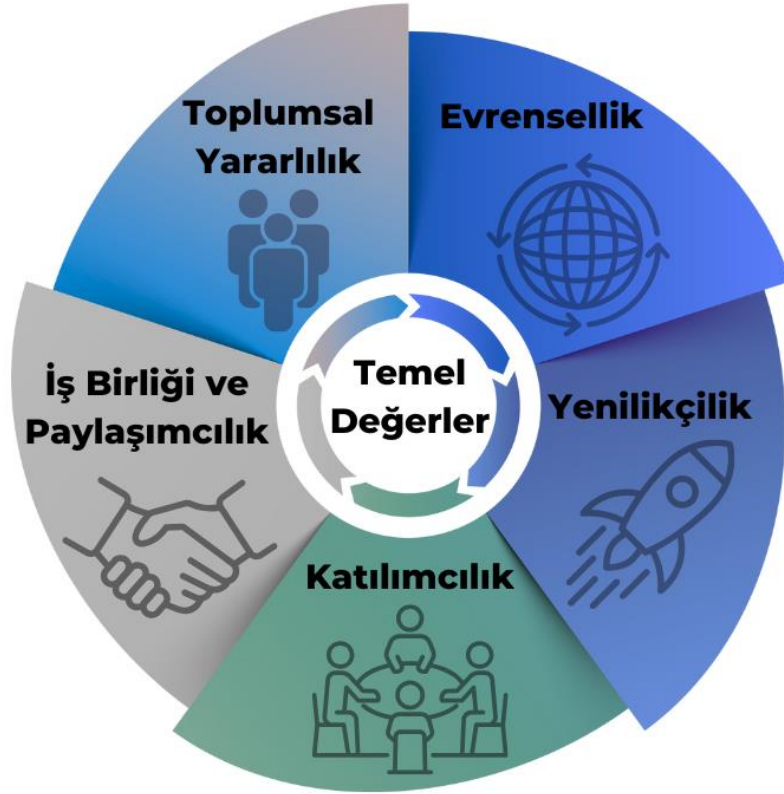 Toplumsal
Yararlılık
Evrensellik
İş Birliği ve
Paylaşımcılık
Temel
Değerler
Yenilikçilik
Katılımcılık